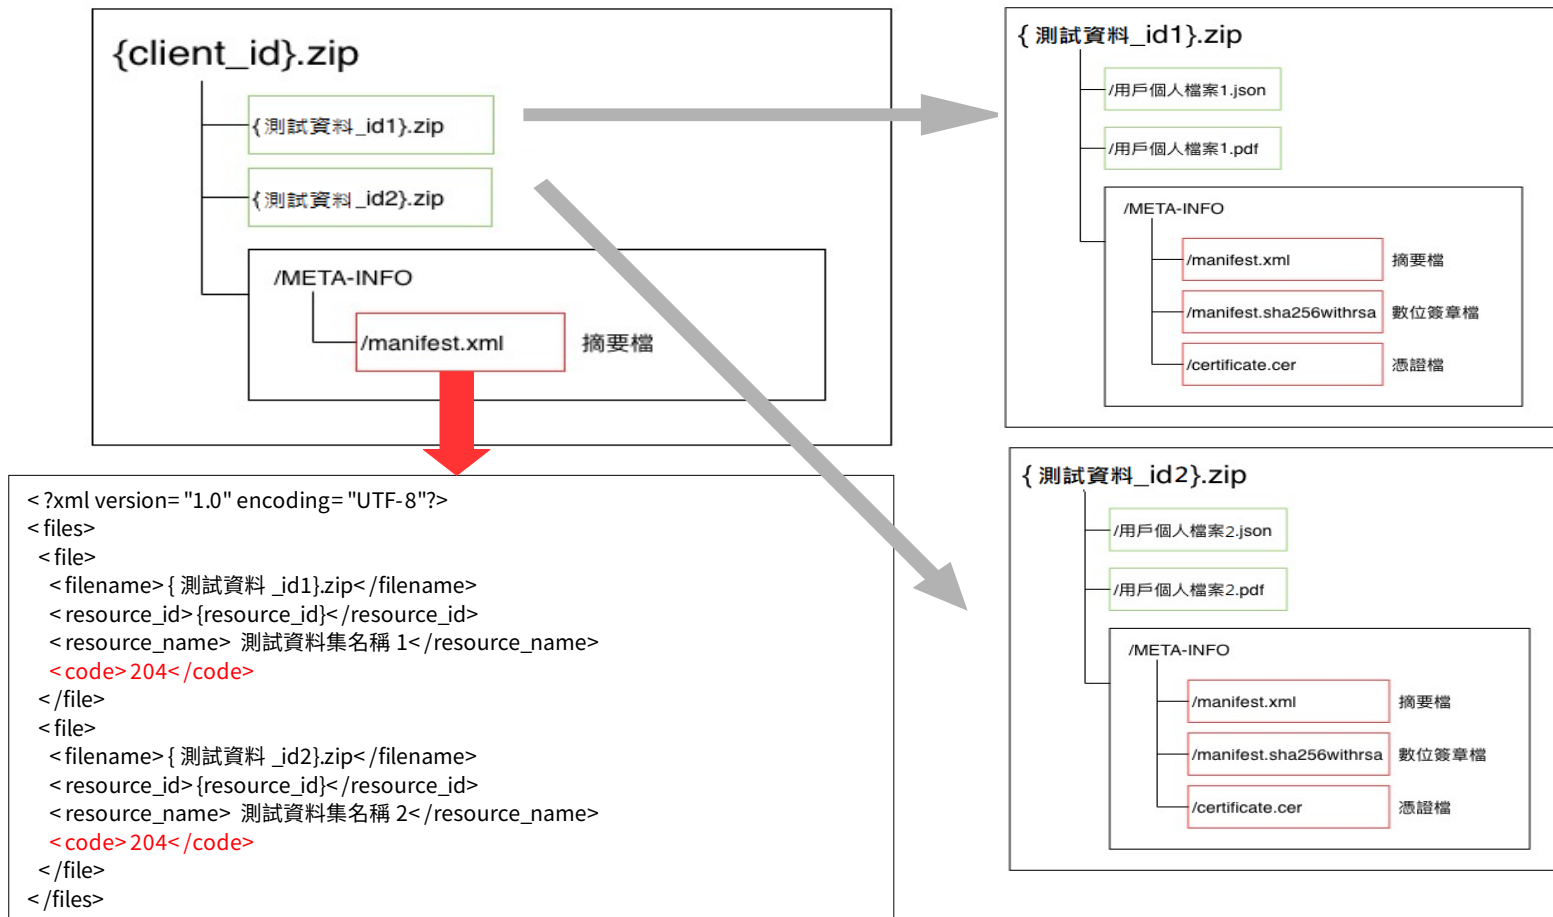 {client_id}.zip
{測試資料_id1}.zip
{測試資料_id2}.zip
/META-INFO
/manifest.xml 摘要檔
<?xml version="1.0" encoding="UTF-8"?>
<files>
<file>
<filename>{ 測試資料 _id1}.zip</filename>
<resource_id>{resource_id}</resource_id>
<resource_name> 測試資料集名稱 1</resource_name>
<code>204</code>
</file>
<file>
<filename>{ 測試資料 _id2}.zip</filename>
<resource_id>{resource_id}</resource_id>
<resource_name> 測試資料集名稱 2</resource_name>
<code>204</code>
</file>
</files>
{ 測試資料_id1}.zip
/用戶個人檔案1.json
/用戶個人檔案1.pdf
/META-INFO
/manifest.xml 摘要檔
/manifest.sha256withrsa 數位簽章檔
/certificate.cer 憑證檔
{ 測試資料_id2}.zip
/用戶個人檔案2.json
/用戶個人檔案2.pdf
/META-INFO
/manifest.xml 摘要檔
/manifest.sha256withrsa 數位簽章檔
/certificate.cer 憑證檔